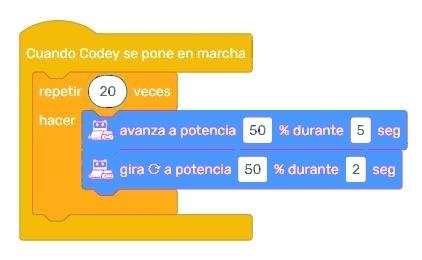 Cuando Codey se pone en marcha
repetir 20 veces
hacer
avanza a potencia 50 % durante 5 seg
gira a potencia 50 % durante 2 seg